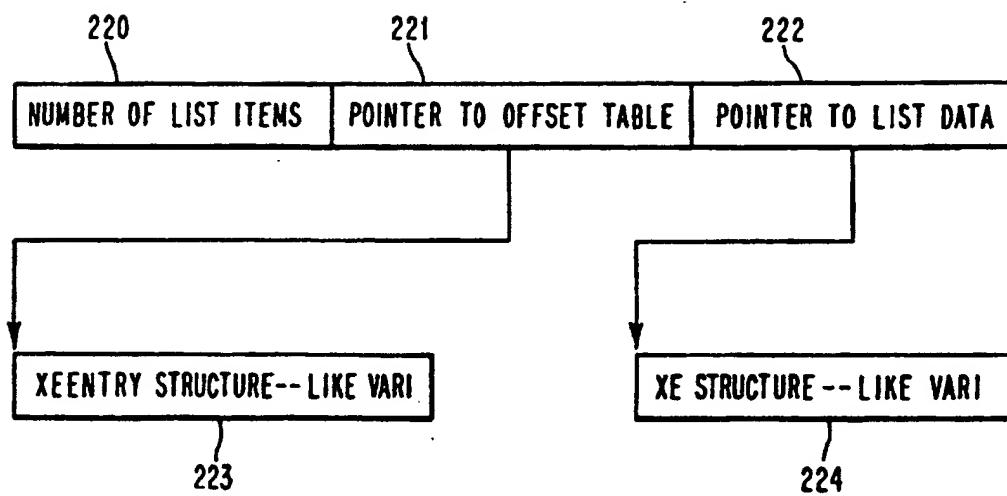 220 221 222
NUMBER OF LIST ITEMS POINTER TO OFFSET TABLE POINTER TO LIST DATA
XEENTRY STRUCTURE--LIKE VARI XE STRUCTURE--LIKE VARI
223 224